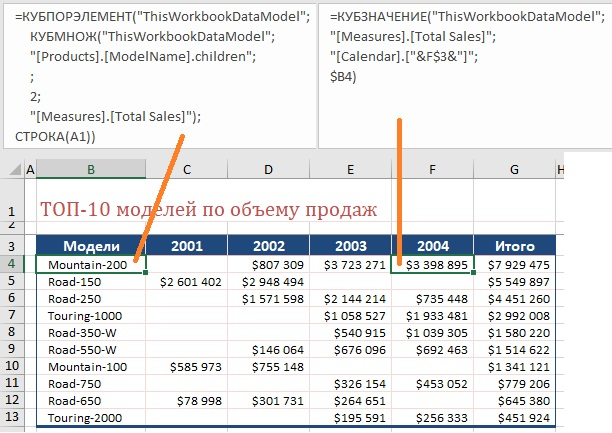 =КУБПОРЭЛЕМЕНТ("ThisWorkbookDataModel";
КУБМНОЖ("ThisWorkbookDataModel";
"[Products].[ModelName].children";
;
2;
"[Measures].[Total Sales]");
СТРОКА(A1))
=КУБЗНАЧЕНИЕ("ThisWorkbookDataModel";
"[Measures].[Total Sales]";
"[Calendar].["&F$3&"]";
$B4)
A B C D E F G H
1 ТОП-10 моделей по объему продаж
2
3 Модели 2001 2002 2003 2004 Итого
4 Mountain-200 $807 309 $3 723 271 $3 398 895 $7 929 475
5 Road-150 $2 601 402 $2 948 494 $5 549 897
6 Road-250 $1 571 598 $2 144 214 $735 448 $4 451 260
7 Touring-1000 $1 058 527 $1 933 481 $2 992 008
8 Road-350-W $540 915 $1 039 305 $1 580 220
9 Road-550-W $146 064 $676 096 $692 463 $1 514 622
10 Mountain-100 $585 973 $755 148 $1 341 121
11 Road-750 $326 154 $453 052 $779 206
12 Road-650 $78 998 $301 731 $264 651 $645 380
13 Touring-2000 $195 591 $256 333 $451 924